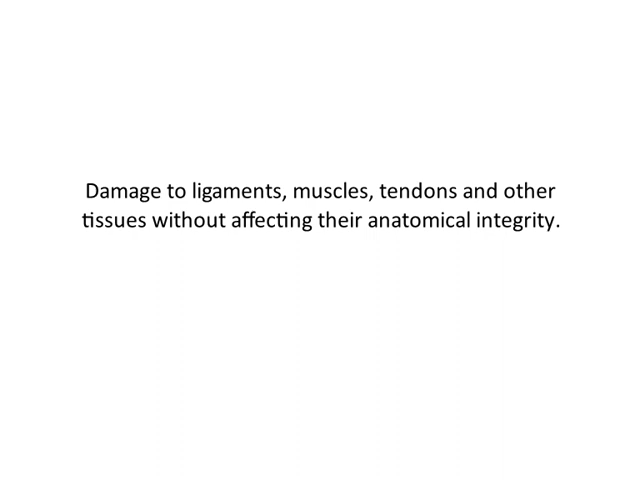 Damage to ligaments, muscles, tendons and other
tissues without affecting their anatomical integrity.